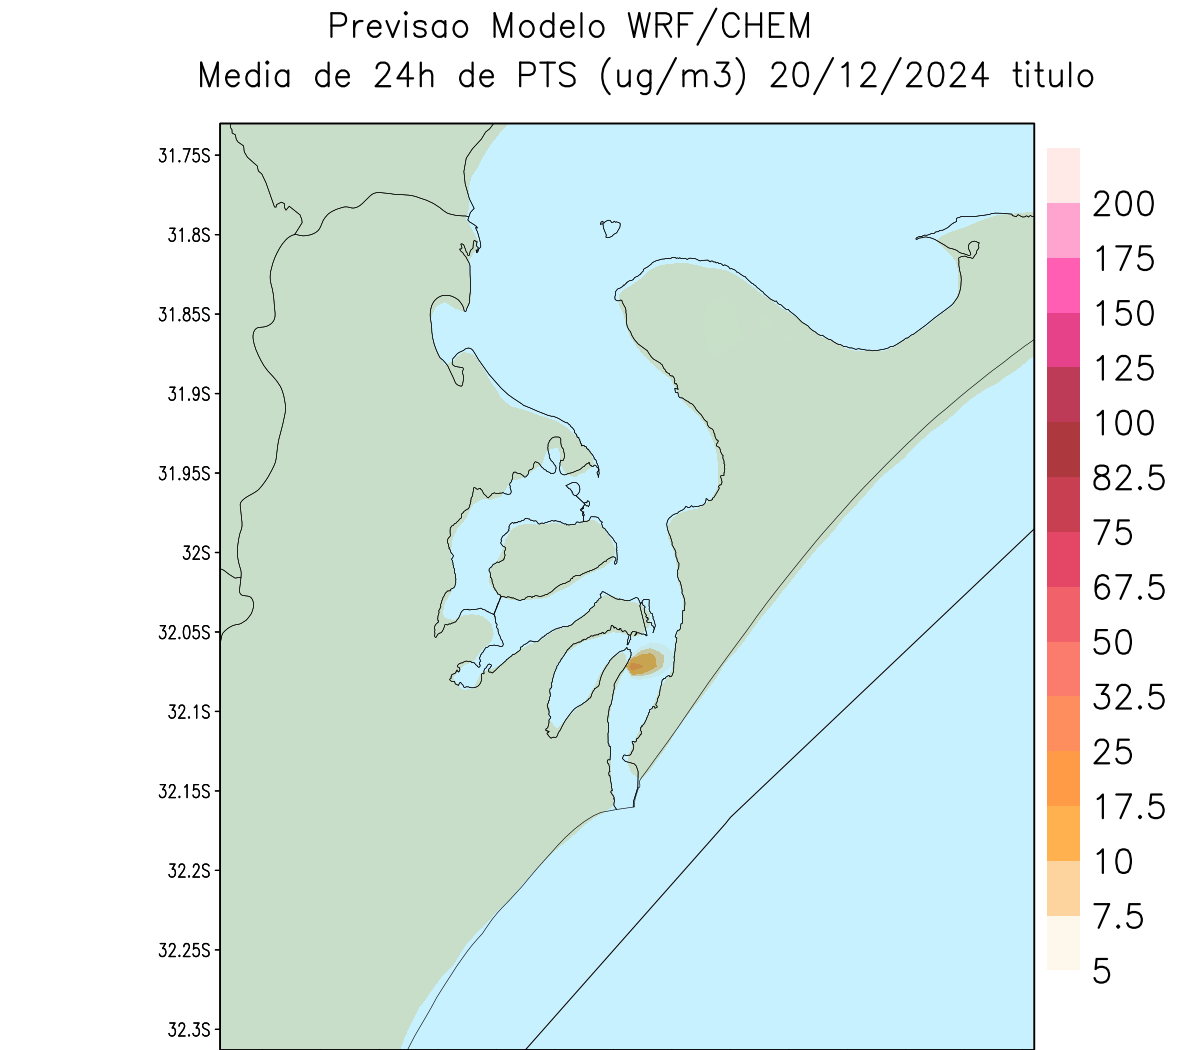 Previsao Modelo WRF/CHEM
Media de 24h de PTS (ug/m3) 20/12/2024 titulo
31.75S
31.8S
31.85S
31.9S
31.95S
32S
32.05S
32.1S
32.15S
32.2S
32.25S
32.3S
200
175
150
125
100
82.5
75
67.5
50
32.5
25
17.5
10
7.5
5